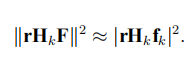 ‖rH_kF‖² ≈ |rH_kf_k|².